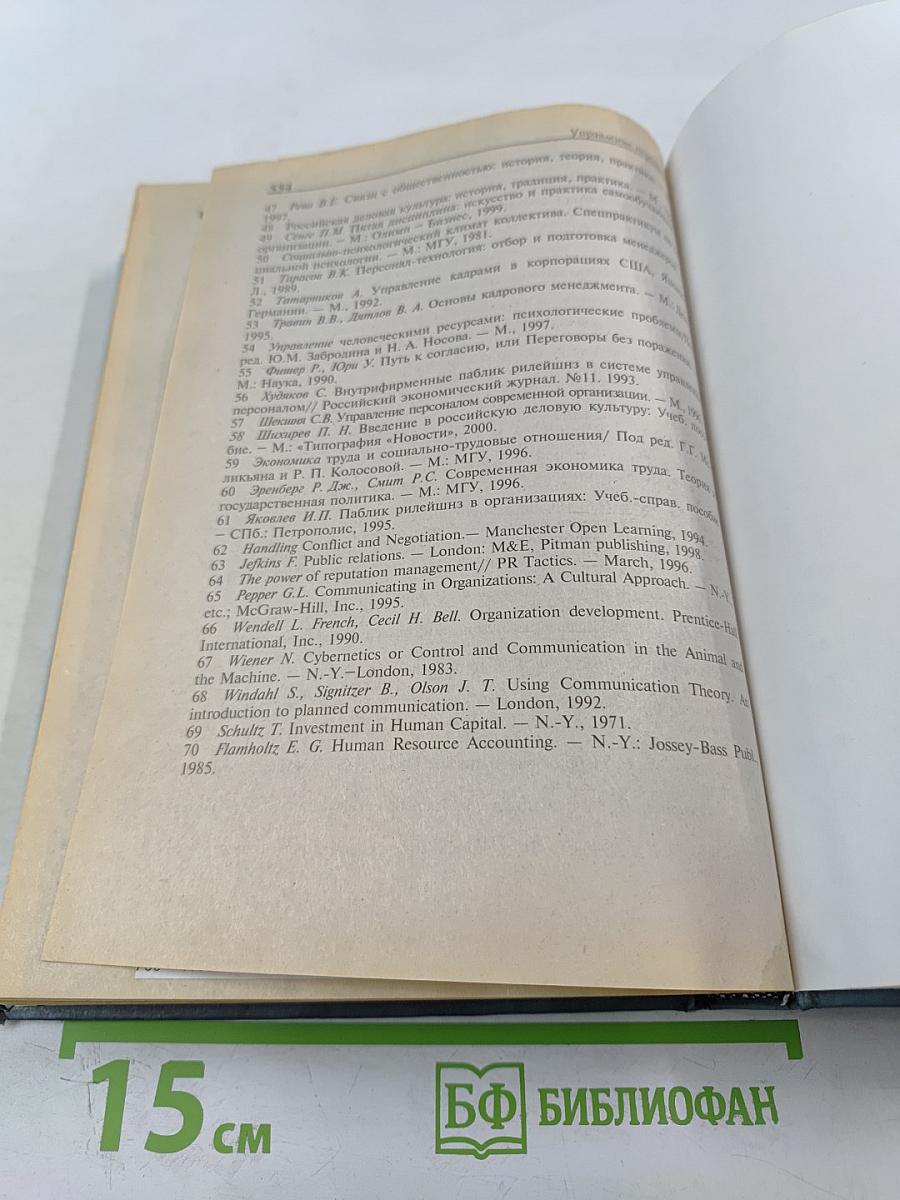 334
Управление
47 Рева В.Е. Связи с общественностью: история, теория, практика.
1997.
48 Российская деловая культура: история, традиция, практика. — М.,
49 Сенге П.М. Пятая дисциплина: искусство и практика самообучающейся
организации. — М.: Олимп — Бизнес, 1999.
50 Социально-психологический климат коллектива. Спецпрактикум по
циальной психологии. — М.: МГУ, 1981.
51 Тарасов В.К. Персонал-технология: отбор и подготовка менеджеров
Л., 1989.
52 Татарников А. Управление кадрами в корпорациях США,
Германии. — М., 1992.
53 Травин В.В., Дятлов В. А. Основы кадрового менеджмента. — М.:
1995.
54 Управление человеческими ресурсами: психологические проблемы/
ред. Ю.М. Забродина и Н. А. Носова. — М., 1997.
55 Фишер Р., Юри У. Путь к согласию, или Переговоры без поражения.
М.: Наука, 1990.
56 Худяков С. Внутрифирменные паблик рилейшнз в системе управления
персоналом// Российский экономический журнал. №11. 1993.
57 Шекшня С.В. Управление персоналом современной организации. — М.,
58 Шихирев П. Н. Введение в российскую деловую культуру: Учеб. посо
бие. — М.: «Типография «Новости», 2000.
59 Экономика труда и социально-трудовые отношения/ Под ред. Г.Г. Ме
ликьяна и Р. П. Колосовой. — М.: МГУ, 1996.
60 Эренберг Р. Дж., Смит Р.С. Современная экономика труда. Теория
государственная политика. — М.: МГУ, 1996.
61 Яковлев И.П. Паблик рилейшнз в организациях: Учеб.-справ. пособие
– СПб.: Петрополис, 1995.
62 Handling Conflict and Negotiation.— Manchester Open Learning, 1994.
63 Jefkins F. Public relations. — London: M&E, Pitman publishing, 1998.
64 The power of reputation management// PR Tactics. — March, 1996.
65 Pepper G.L. Communicating in Organizations: A Cultural Approach. — N.-Y.
etc.; McGraw-Hill, Inc., 1995.
66 Wendell L. French, Cecil H. Bell. Organization development. Prentice-Hall
International, Inc., 1990.
67 Wiener N. Cybernetics or Control and Communication in the Animal and
the Machine. — N.-Y.—London, 1983.
68 Windahl S., Signitzer B., Olson J. T. Using Communication Theory. An
introduction to planned communication. — London, 1992.
69 Schultz T. Investment in Human Capital. — N.-Y., 1971.
70 Flamholtz E. G. Human Resource Accounting. — N.-Y.: Jossey-Bass Publ.,
1985.
15 см
БФ БИБЛИОФАН